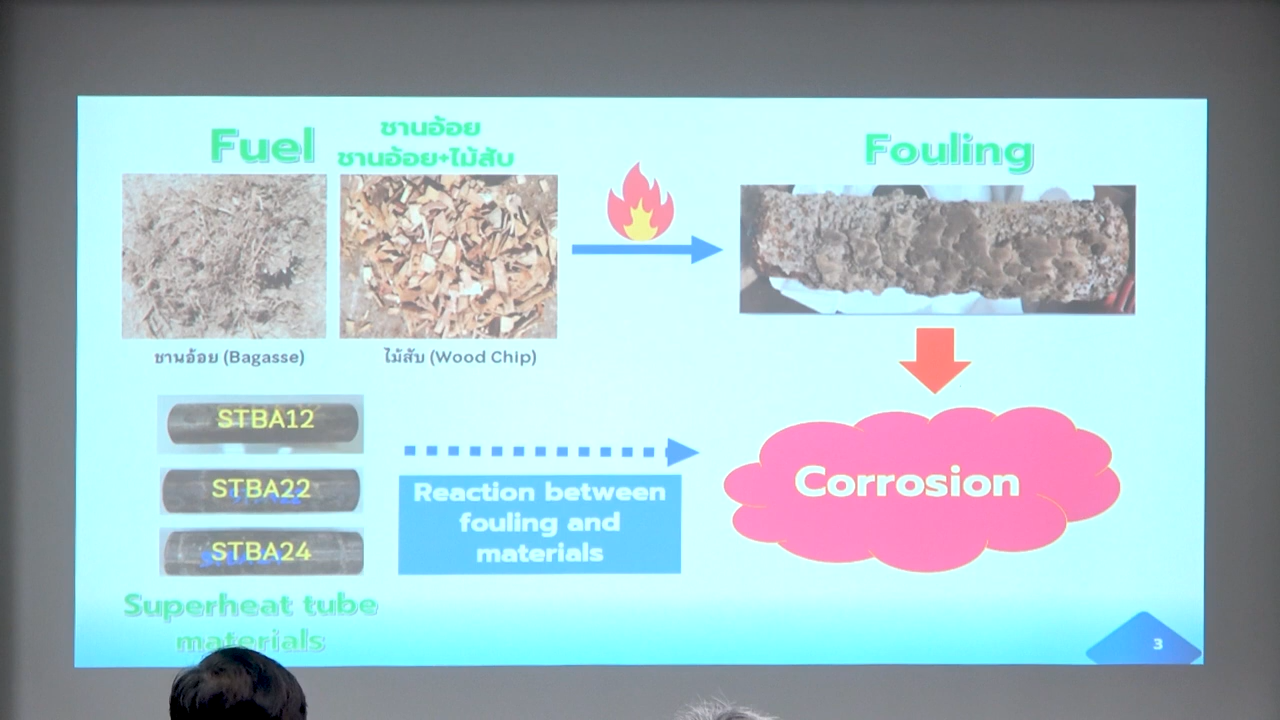 Fuel
ชานอ้อย
ชานอ้อย+ไม้สับ
Fouling
ชานอ้อย (Bagasse)
ไม้สับ (Wood Chip)
STBA12
STBA22
STBA24
Reaction between
fouling and
materials
Corrosion
Superheat tube
materials
3